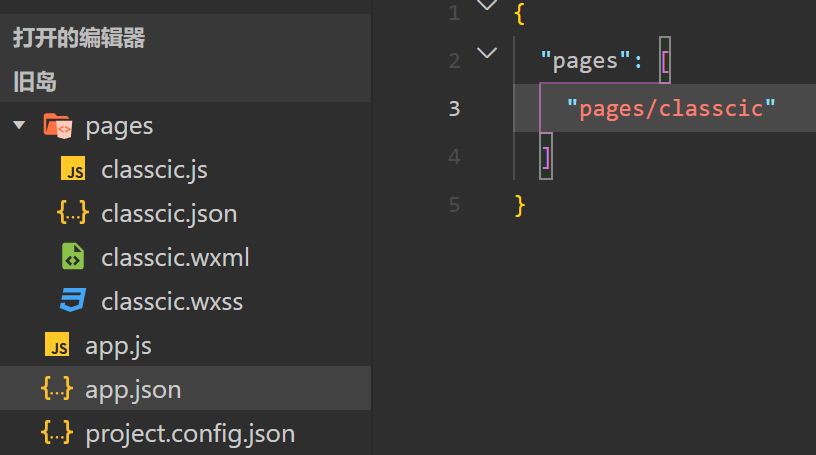 打开的编辑器
旧岛
pages
JS classcic.js
{...} classcic.json
classcic.wxml
classcic.wxss
JS app.js
{...} app.json
{...} project.config.json
1 {
2 "pages": [
3 "pages/classcic"
4 ]
5 }